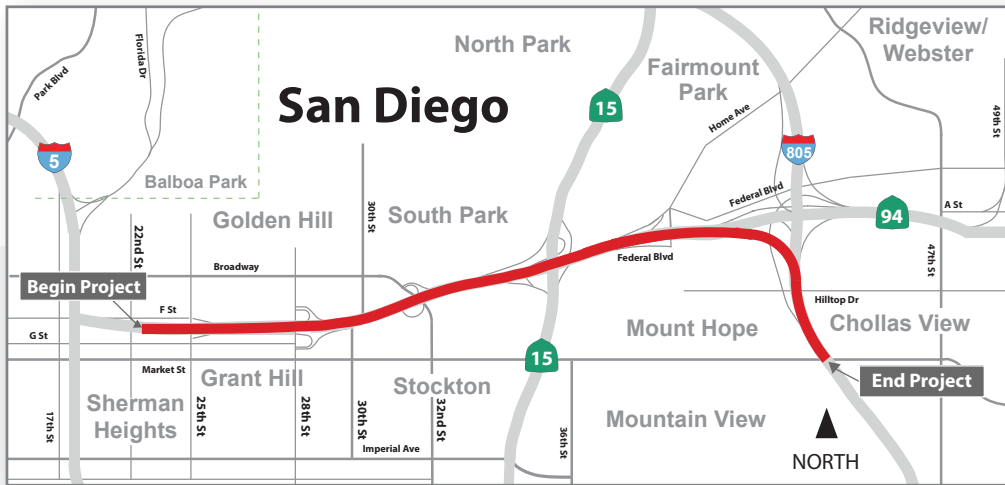 Ridgeview/
Webster
North Park
Fairmount
Park
Park Blvd
Florida Dr
San Diego
15
Home Ave
49th St
5
805
Balboa Park
Federal Blvd
94
A St
Golden Hill
South Park
30th St
22nd St
47th St
Broadway
Federal Blvd
Begin Project
F St
Hilltop Dr
G St
Mount Hope
Chollas View
15
Market St
Grant Hill
Stockton
End Project
Sherman
Heights
17th St
25th St
28th St
30th St
32nd St
36th St
Mountain View
Imperial Ave
NORTH